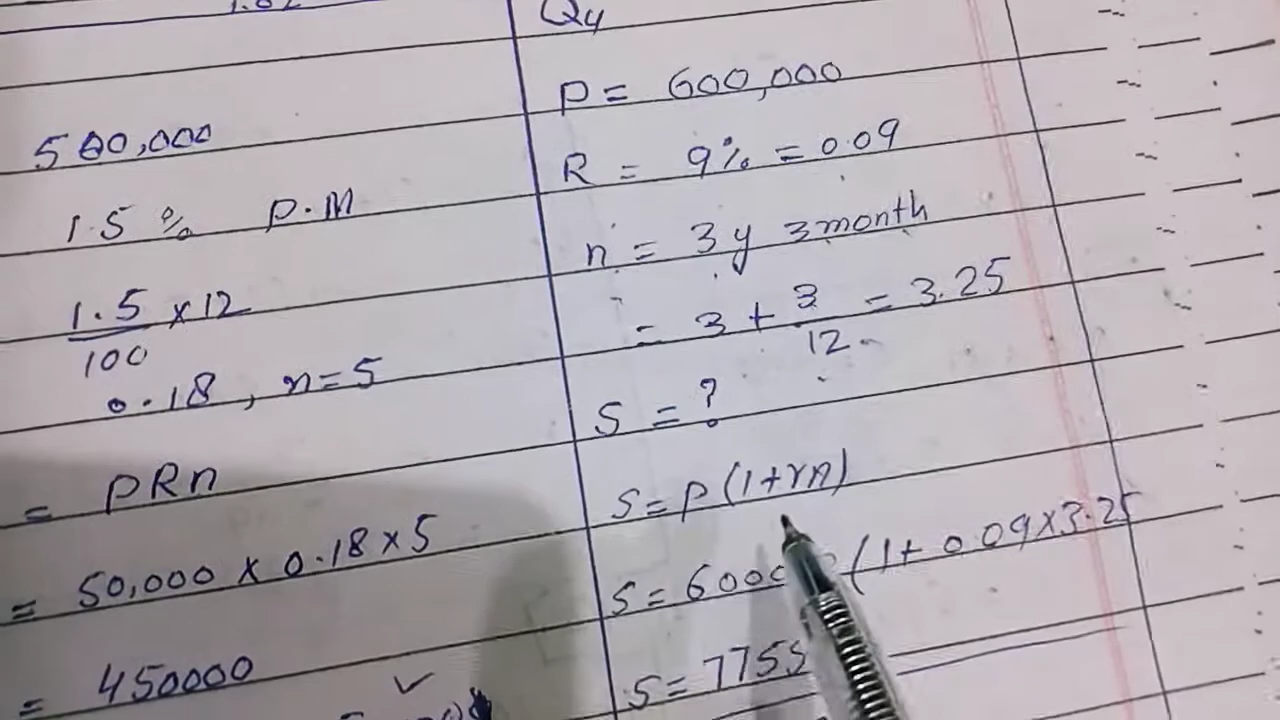 500,000
1.5 % P.M
1.5 × 12
100
0.18, n=5
= PRn
= 50,000 × 0.18 × 5
= 450000 ✓
Q4
P = 600,000
R = 9% = 0.09
n = 3y 3month
= 3 + 3/12 = 3.25
S = ?
S = P(1+rn)
S = 600 (1 + 0.09×3.25
S = 7755